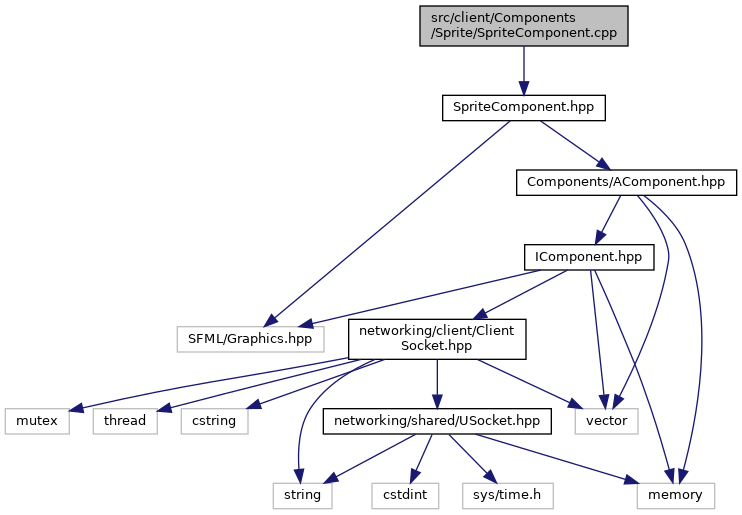 src/client/Components
/Sprite/SpriteComponent.cpp
SpriteComponent.hpp
Components/AComponent.hpp
IComponent.hpp
SFML/Graphics.hpp
networking/client/Client
Socket.hpp
mutex
thread
cstring
networking/shared/USocket.hpp
vector
string
cstdint
sys/time.h
memory